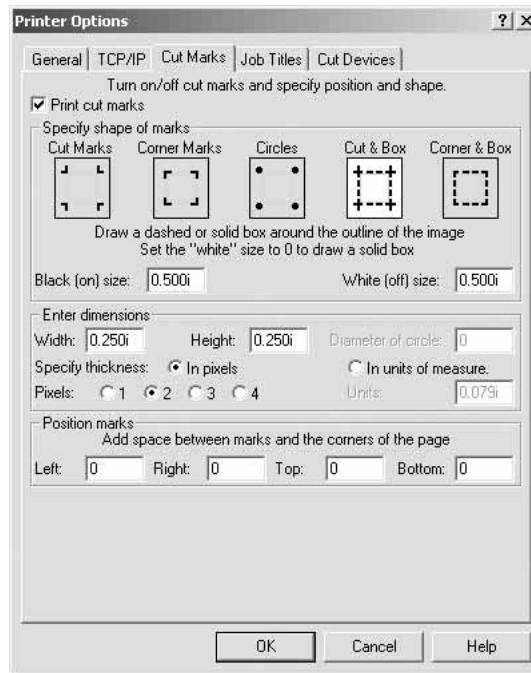 Printer Options
General TCP/IP Cut Marks Job Titles Cut Devices
Turn on/off cut marks and specify position and shape.
Print cut marks
Specify shape of marks
Cut Marks Corner Marks Circles Cut & Box Corner & Box
Draw a dashed or solid box around the outline of the image
Set the "white" size to 0 to draw a solid box
Black (on) size: 0.500i White (off) size: 0.500i
Enter dimensions
Width: 0.250i Height: 0.250i Diameter of circle: 0
Specify thickness: In pixels In units of measure.
Pixels: 1 2 3 4 Units: 0.079i
Position marks
Add space between marks and the corners of the page
Left: 0 Right: 0 Top: 0 Bottom: 0
OK Cancel Help